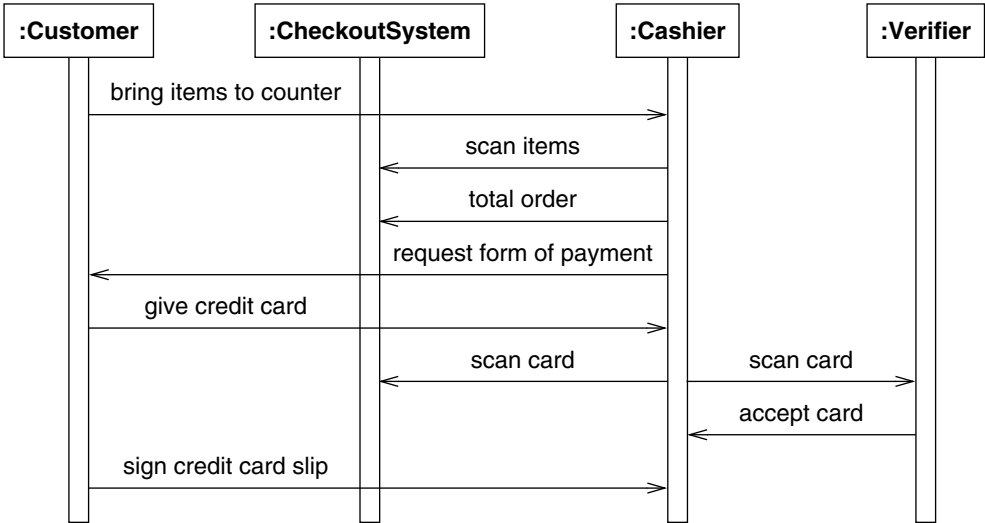 :Customer
:CheckoutSystem
:Cashier
:Verifier
bring items to counter
scan items
total order
request form of payment
give credit card
scan card
scan card
accept card
sign credit card slip